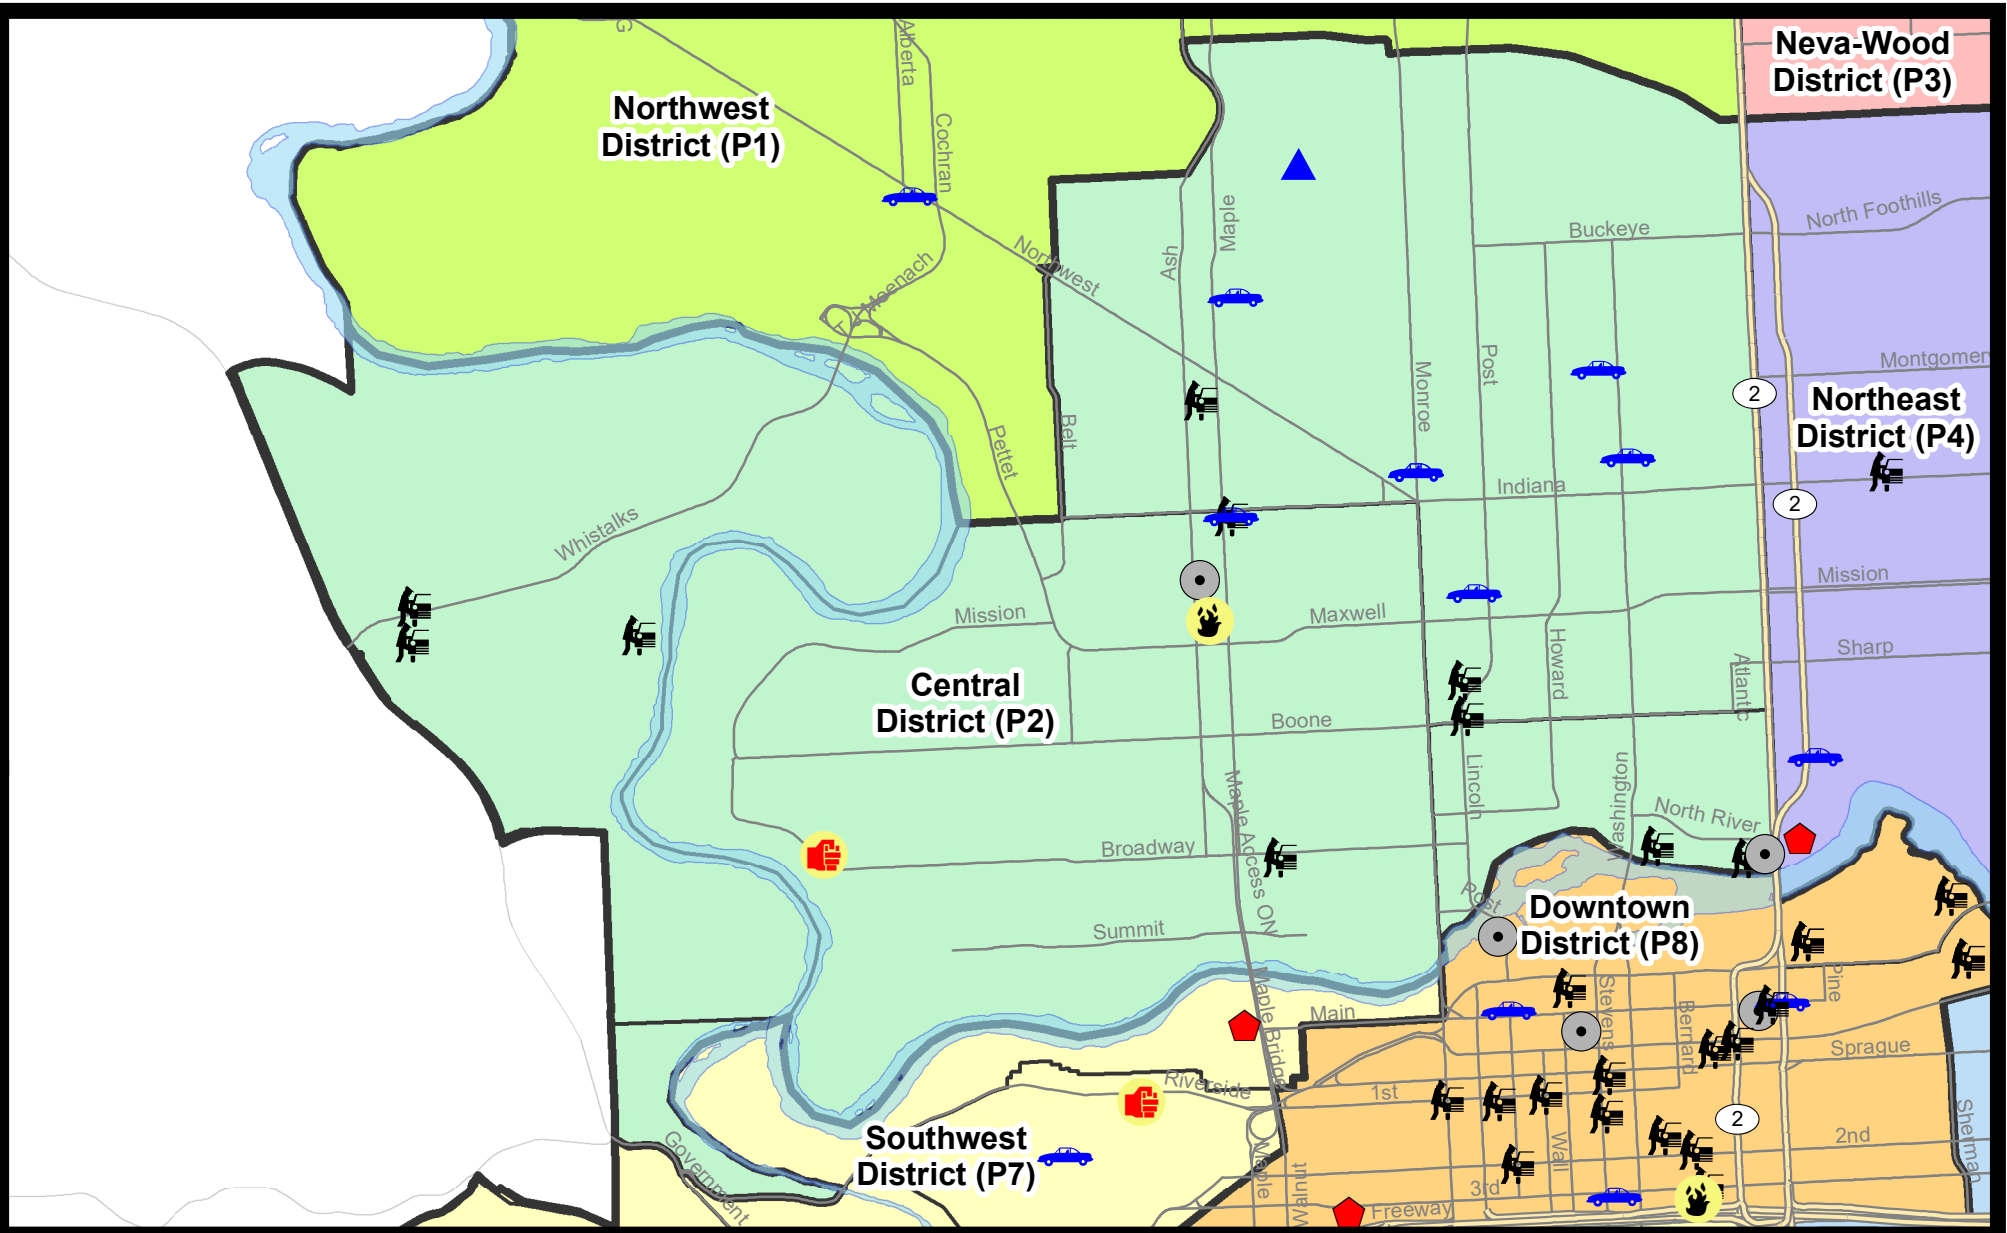 G
Alberta
Cochran
Northwest
District (P1)
Neva-Wood
District (P3)
North Foothills
Buckeye
Maple
Ash
Northwest
T J Meenach
Post
Monroe
Montgomery
2
Northeast
District (P4)
Belt
Pettet
Indiana
2
Whistalks
Mission
Mission
Maxwell
Howard
Sharp
Atlantic
Central
District (P2)
Boone
Lincoln
Washington
Maple Access ON
North River
Broadway
Post
Downtown
District (P8)
Summit
Maple Bridge
Main
Stevens
Bernard
Pine
Sprague
Riverside
1st
2
Sherman
Southwest
District (P7)
Government
Maple
Walnut
Wall
2nd
3rd
Freeway